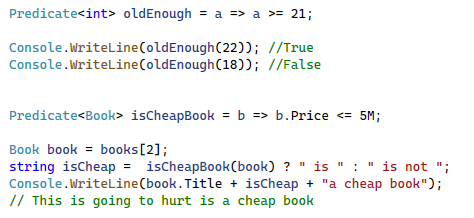 Predicate<int> oldEnough = a => a >= 21;
Console.WriteLine(oldEnough(22)); //True
Console.WriteLine(oldEnough(18)); //False
Predicate<Book> isCheapBook = b => b.Price <= 5M;
Book book = books[2];
string isCheap =  isCheapBook(book) ? " is " : " is not ";
Console.WriteLine(book.Title + isCheap + "a cheap book");
// This is going to hurt is a cheap book